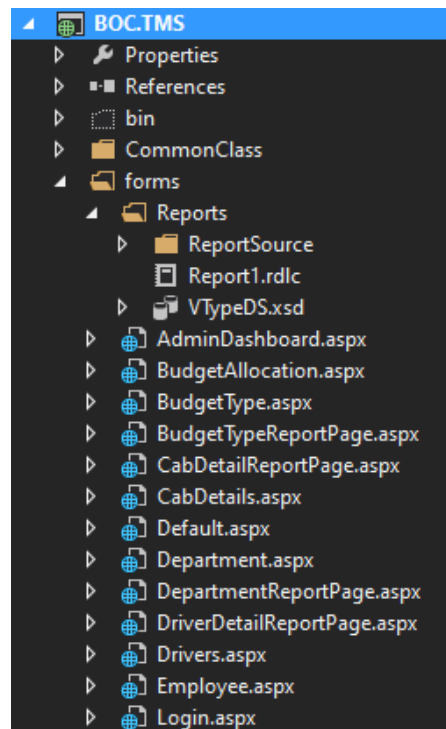 BOC.TMS
Properties
References
bin
CommonClass
forms
Reports
ReportSource
Report1.rdlc
VTypeDS.xsd
AdminDashboard.aspx
BudgetAllocation.aspx
BudgetType.aspx
BudgetTypeReportPage.aspx
CabDetailReportPage.aspx
CabDetails.aspx
Default.aspx
Department.aspx
DepartmentReportPage.aspx
DriverDetailReportPage.aspx
Drivers.aspx
Employee.aspx
Login.aspx